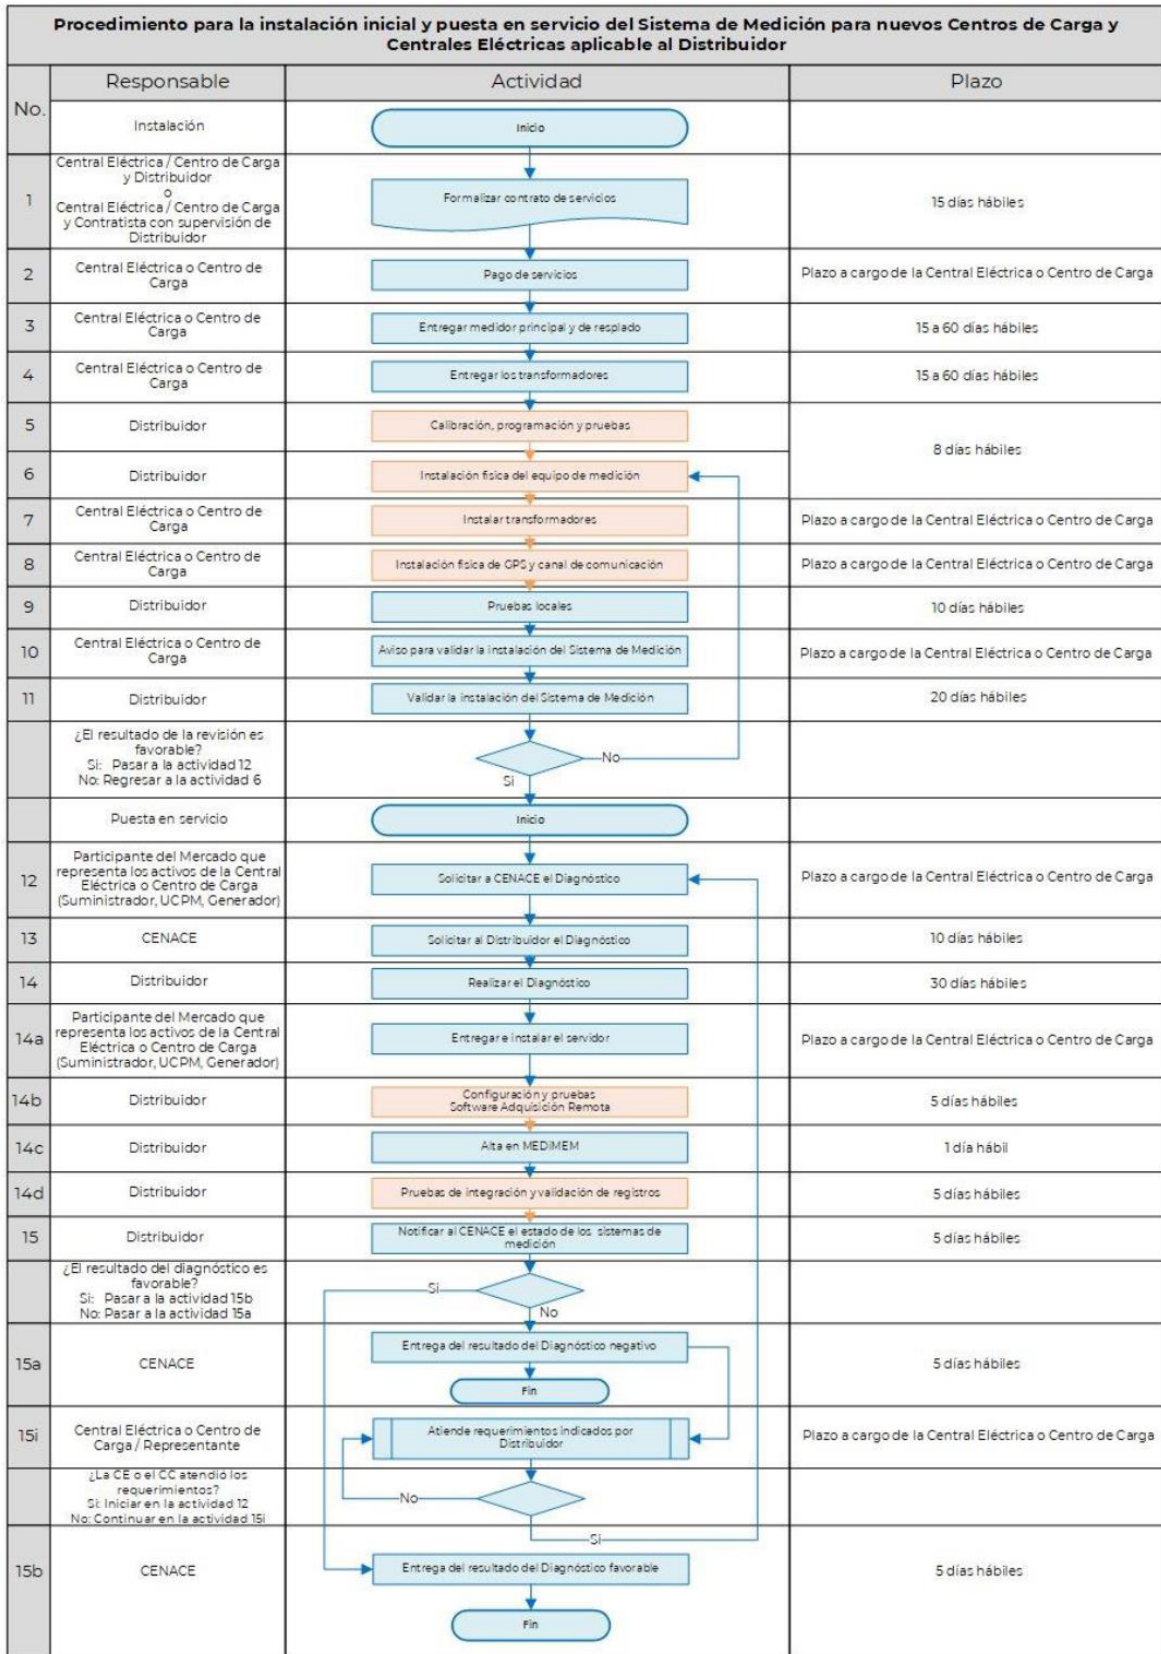 Procedimiento para la instalación inicial y puesta en servicio del Sistema de Medición para nuevos Centros de Carga y
Centrales Eléctricas aplicable al Distribuidor
No.
Responsable
Actividad
Plazo
Instalación
Inicio
1
Central Eléctrica / Centro de Carga
y Distribuidor
o
Central Eléctrica / Centro de Carga
y Contratista con supervisión de
Distribuidor
Formalizar contrato de servicios
15 días hábiles
2
Central Eléctrica o Centro de
Carga
Pago de servicios
Plazo a cargo de la Central Eléctrica o Centro de Carga
3
Central Eléctrica o Centro de
Carga
Entregar medidor principal y de resplado
15 a 60 días hábiles
4
Central Eléctrica o Centro de
Carga
Entregar los transformadores
15 a 60 días hábiles
5
Distribuidor
Calibración, programación y pruebas
8 días hábiles
6
Distribuidor
Instalación física del equipo de medición
7
Central Eléctrica o Centro de
Carga
Instalar transformadores
Plazo a cargo de la Central Eléctrica o Centro de Carga
8
Central Eléctrica o Centro de
Carga
Instalación física de GPS y canal de comunicación
Plazo a cargo de la Central Eléctrica o Centro de Carga
9
Distribuidor
Pruebas locales
10 días hábiles
10
Central Eléctrica o Centro de
Carga
Aviso para validar la instalación del Sistema de Medición
Plazo a cargo de la Central Eléctrica o Centro de Carga
11
Distribuidor
Validar la instalación del Sistema de Medición
20 días hábiles
¿El resultado de la revisión es
favorable?
Si: Pasar a la actividad 12
No: Regresar a la actividad 6
No
Si
Puesta en servicio
Inicio
12
Participante del Mercado que
representa los activos de la Central
Eléctrica o Centro de Carga
(Suministrador, UCPM, Generador)
Solicitar a CENACE el Diagnóstico
Plazo a cargo de la Central Eléctrica o Centro de Carga
13
CENACE
Solicitar al Distribuidor el Diagnóstico
10 días hábiles
14
Distribuidor
Realizar el Diagnóstico
30 días hábiles
14a
Participante del Mercado que
representa los activos de la Central
Eléctrica o Centro de Carga
(Suministrador, UCPM, Generador)
Entregar e instalar el servidor
Plazo a cargo de la Central Eléctrica o Centro de Carga
14b
Distribuidor
Configuración y pruebas
Software Adquisición Remota
5 días hábiles
14c
Distribuidor
Alta en MEDiMEM
1 día hábil
14d
Distribuidor
Pruebas de integración y validación de registros
5 días hábiles
15
Distribuidor
Notificar al CENACE el estado de los sistemas de
medición
5 días hábiles
¿El resultado del diagnóstico es
favorable?
Si: Pasar a la actividad 15b
No: Pasar a la actividad 15a
Si
No
15a
CENACE
Entrega del resultado del Diagnóstico negativo
Fin
5 días hábiles
15i
Central Eléctrica o Centro de
Carga / Representante
Atiende requerimientos indicados por
Distribuidor
Plazo a cargo de la Central Eléctrica o Centro de Carga
¿La CE o el CC atendió los
requerimientos?
Si: Iniciar en la actividad 12
No: Continuar en la actividad 15i
No
Si
15b
CENACE
Entrega del resultado del Diagnóstico favorable
Fin
5 días hábiles